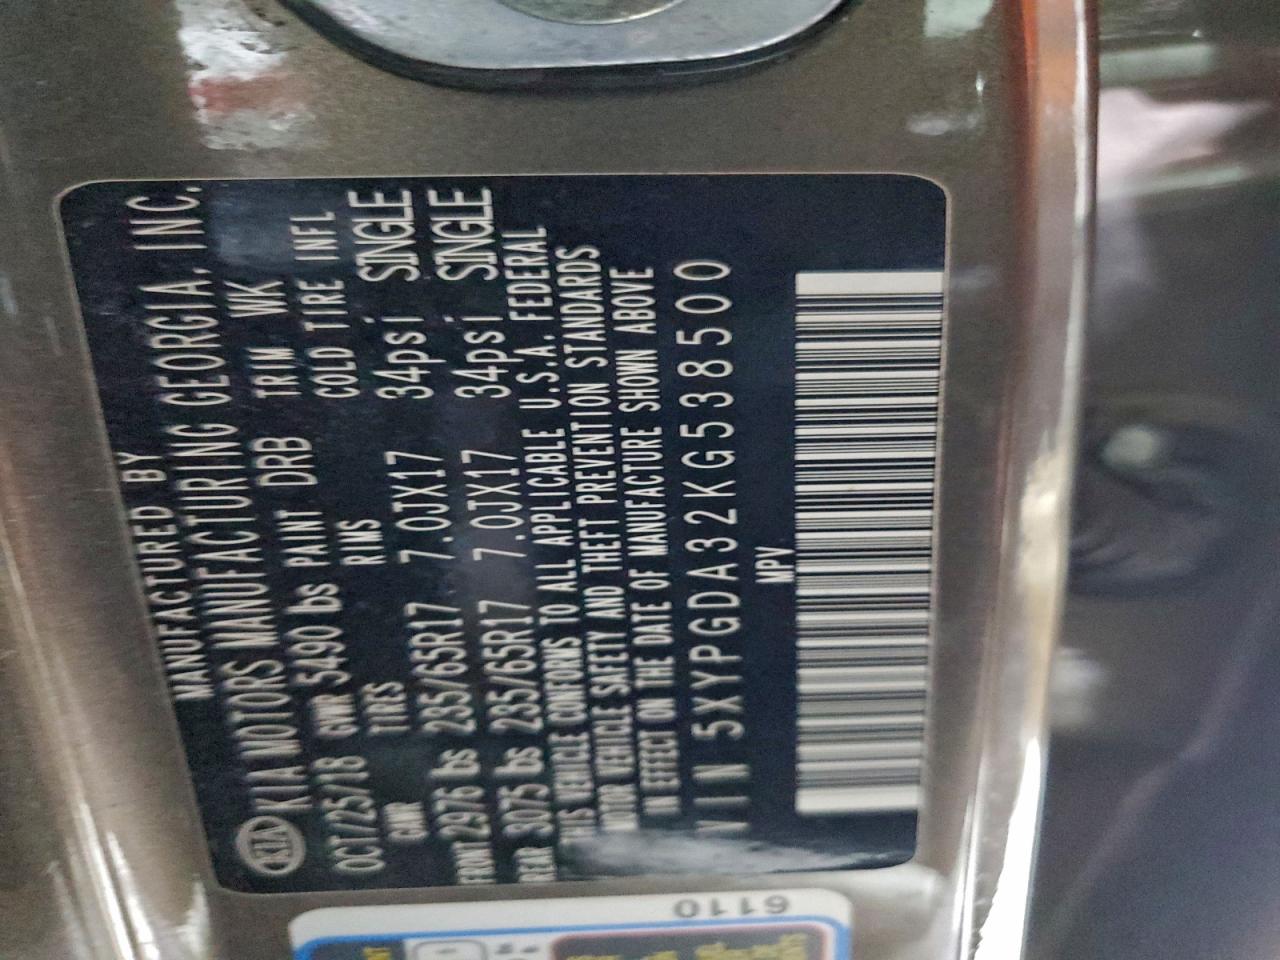 MANUFACTURED BY
KIA KIA MOTORS MANUFACTURING GEORGIA, INC.
OCT/25/18 GVWR 5490 lbs PAINT DRB TRIM WK
GAWR TIRES RIMS COLD TIRE INFL
FRONT 2976 lbs 235/65R17 7.0JX17 34psi SINGLE
REAR 3075 lbs 235/65R17 7.0JX17 34psi SINGLE
THIS VEHICLE CONFORMS TO ALL APPLICABLE U.S.A. FEDERAL
MOTOR VEHICLE SAFETY AND THEFT PREVENTION STANDARDS
IN EFFECT ON THE DATE OF MANUFACTURE SHOWN ABOVE
VIN 5XYPGDA32KG538500
MPV
6110